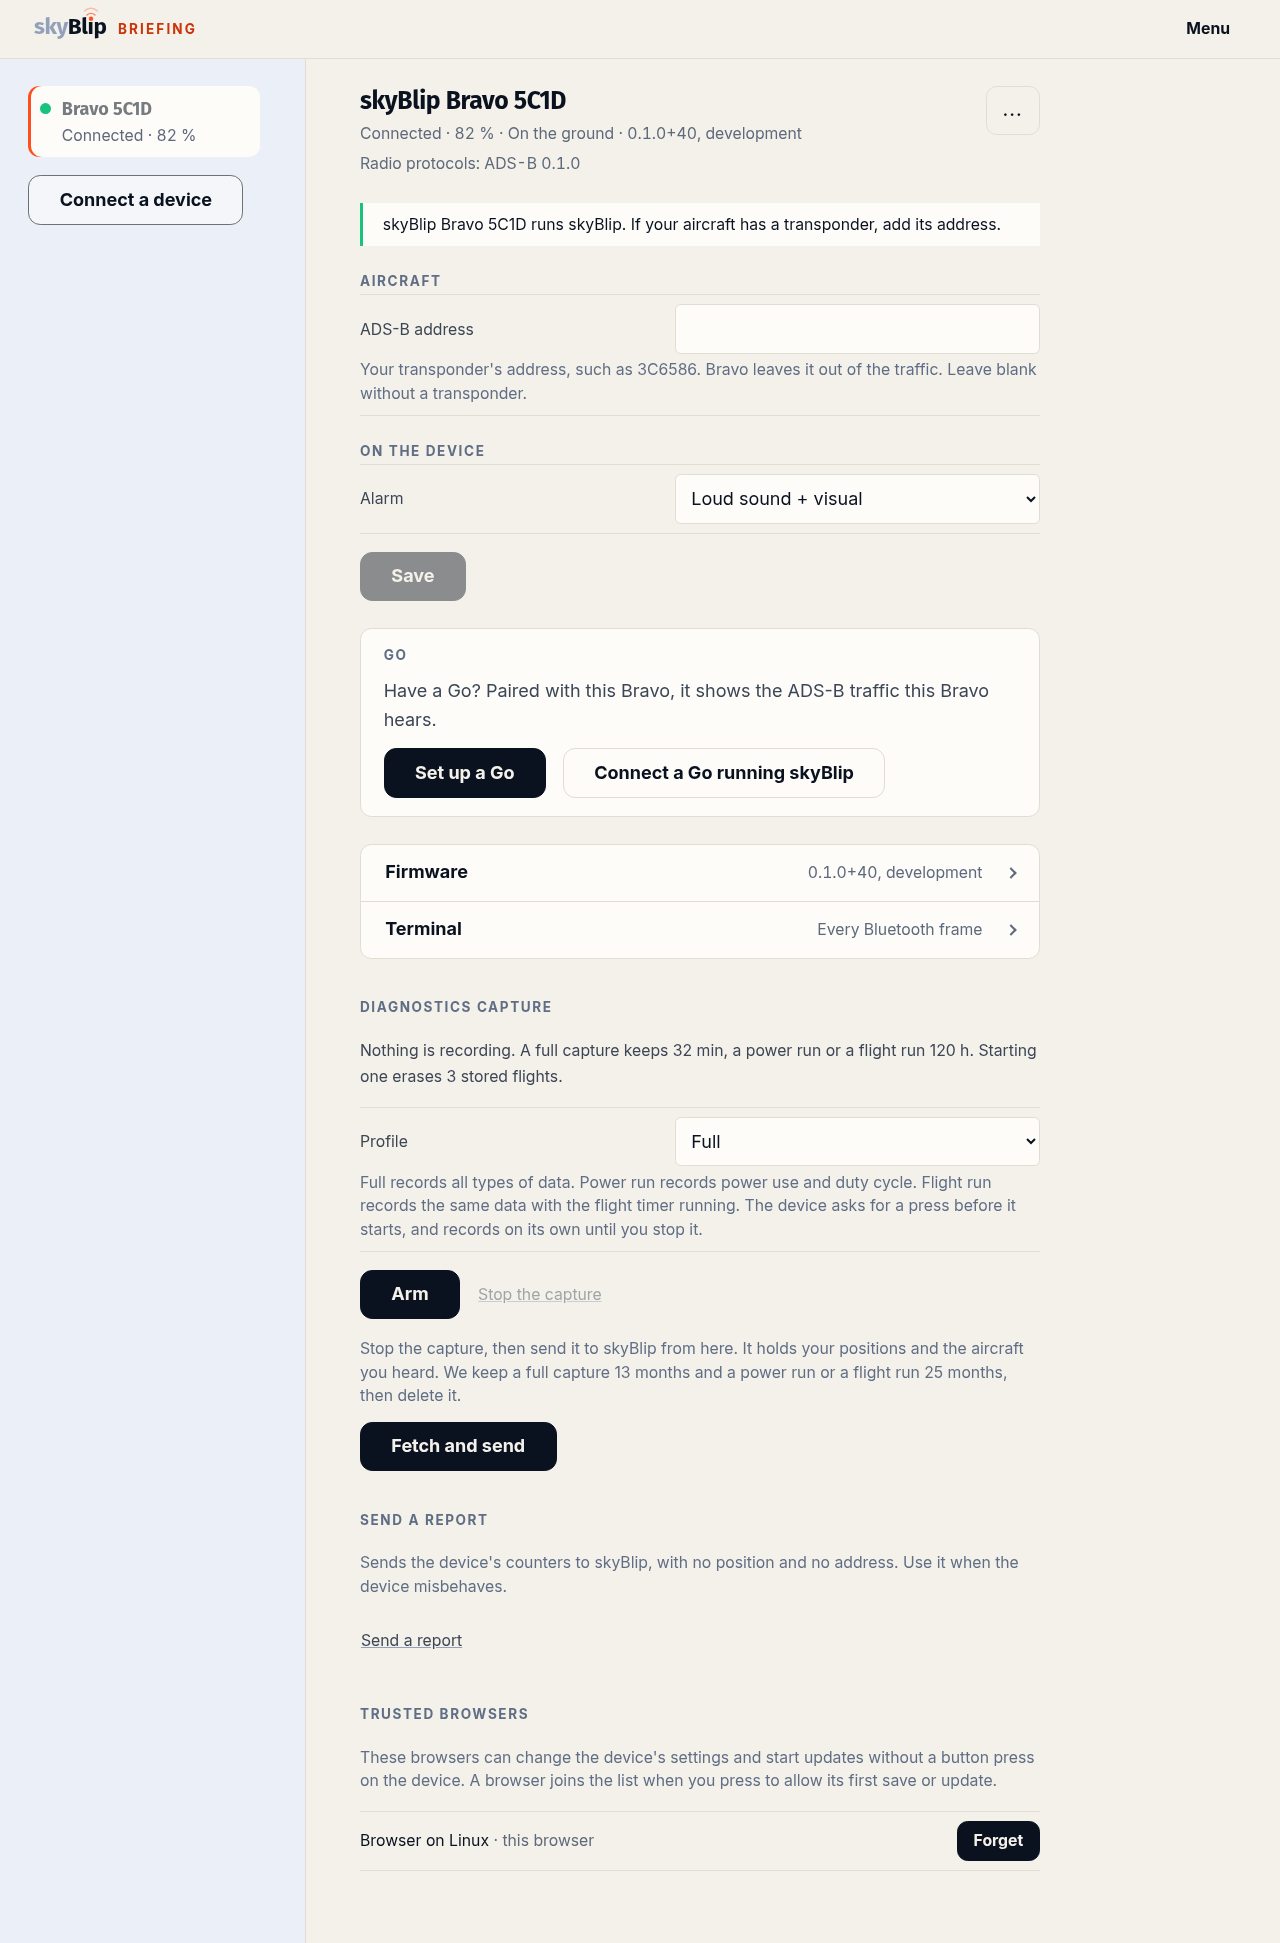 skyBlip BRIEFING
Menu
Bravo 5C1D
Connected · 82 %
Connect a device
skyBlip Bravo 5C1D
...
Connected · 82 % · On the ground · 0.1.0+40, development
Radio protocols: ADS-B 0.1.0
skyBlip Bravo 5C1D runs skyBlip. If your aircraft has a transponder, add its address.
AIRCRAFT
ADS-B address
Your transponder's address, such as 3C6586. Bravo leaves it out of the traffic. Leave blank
without a transponder.
ON THE DEVICE
Alarm
Loud sound + visual
Save
GO
Have a Go? Paired with this Bravo, it shows the ADS-B traffic this Bravo
hears.
Set up a Go
Connect a Go running skyBlip
Firmware
0.1.0+40, development
Terminal
Every Bluetooth frame
DIAGNOSTICS CAPTURE
Nothing is recording. A full capture keeps 32 min, a power run or a flight run 120 h. Starting
one erases 3 stored flights.
Profile
Full
Full records all types of data. Power run records power use and duty cycle. Flight run
records the same data with the flight timer running. The device asks for a press before it
starts, and records on its own until you stop it.
Arm
Stop the capture
Stop the capture, then send it to skyBlip from here. It holds your positions and the aircraft
you heard. We keep a full capture 13 months and a power run or a flight run 25 months,
then delete it.
Fetch and send
SEND A REPORT
Sends the device's counters to skyBlip, with no position and no address. Use it when the
device misbehaves.
Send a report
TRUSTED BROWSERS
These browsers can change the device's settings and start updates without a button press
on the device. A browser joins the list when you press to allow its first save or update.
Browser on Linux · this browser
Forget